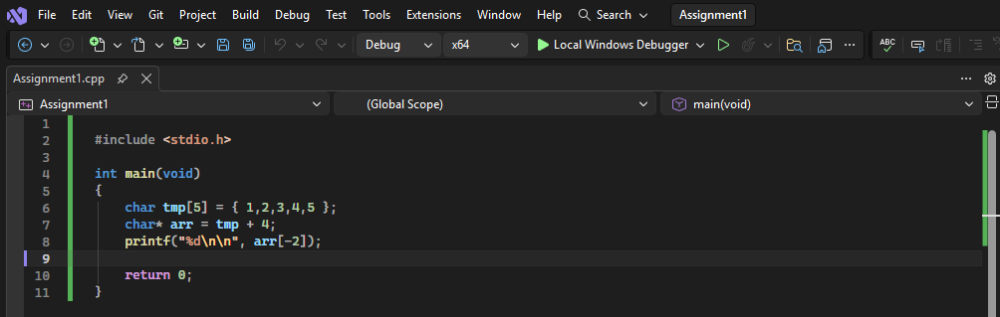 File Edit View Git Project Build Debug Test Tools Extensions Window Help Search Assignment1
Debug x64 Local Windows Debugger ABC
Assignment1.cpp
Assignment1 (Global Scope) main(void)
1
2 #include <stdio.h>
3
4 int main(void)
5 {
6 char tmp[5] = { 1,2,3,4,5 };
7 char* arr = tmp + 4;
8 printf("%d\n\n", arr[-2]);
9
10 return 0;
11 }